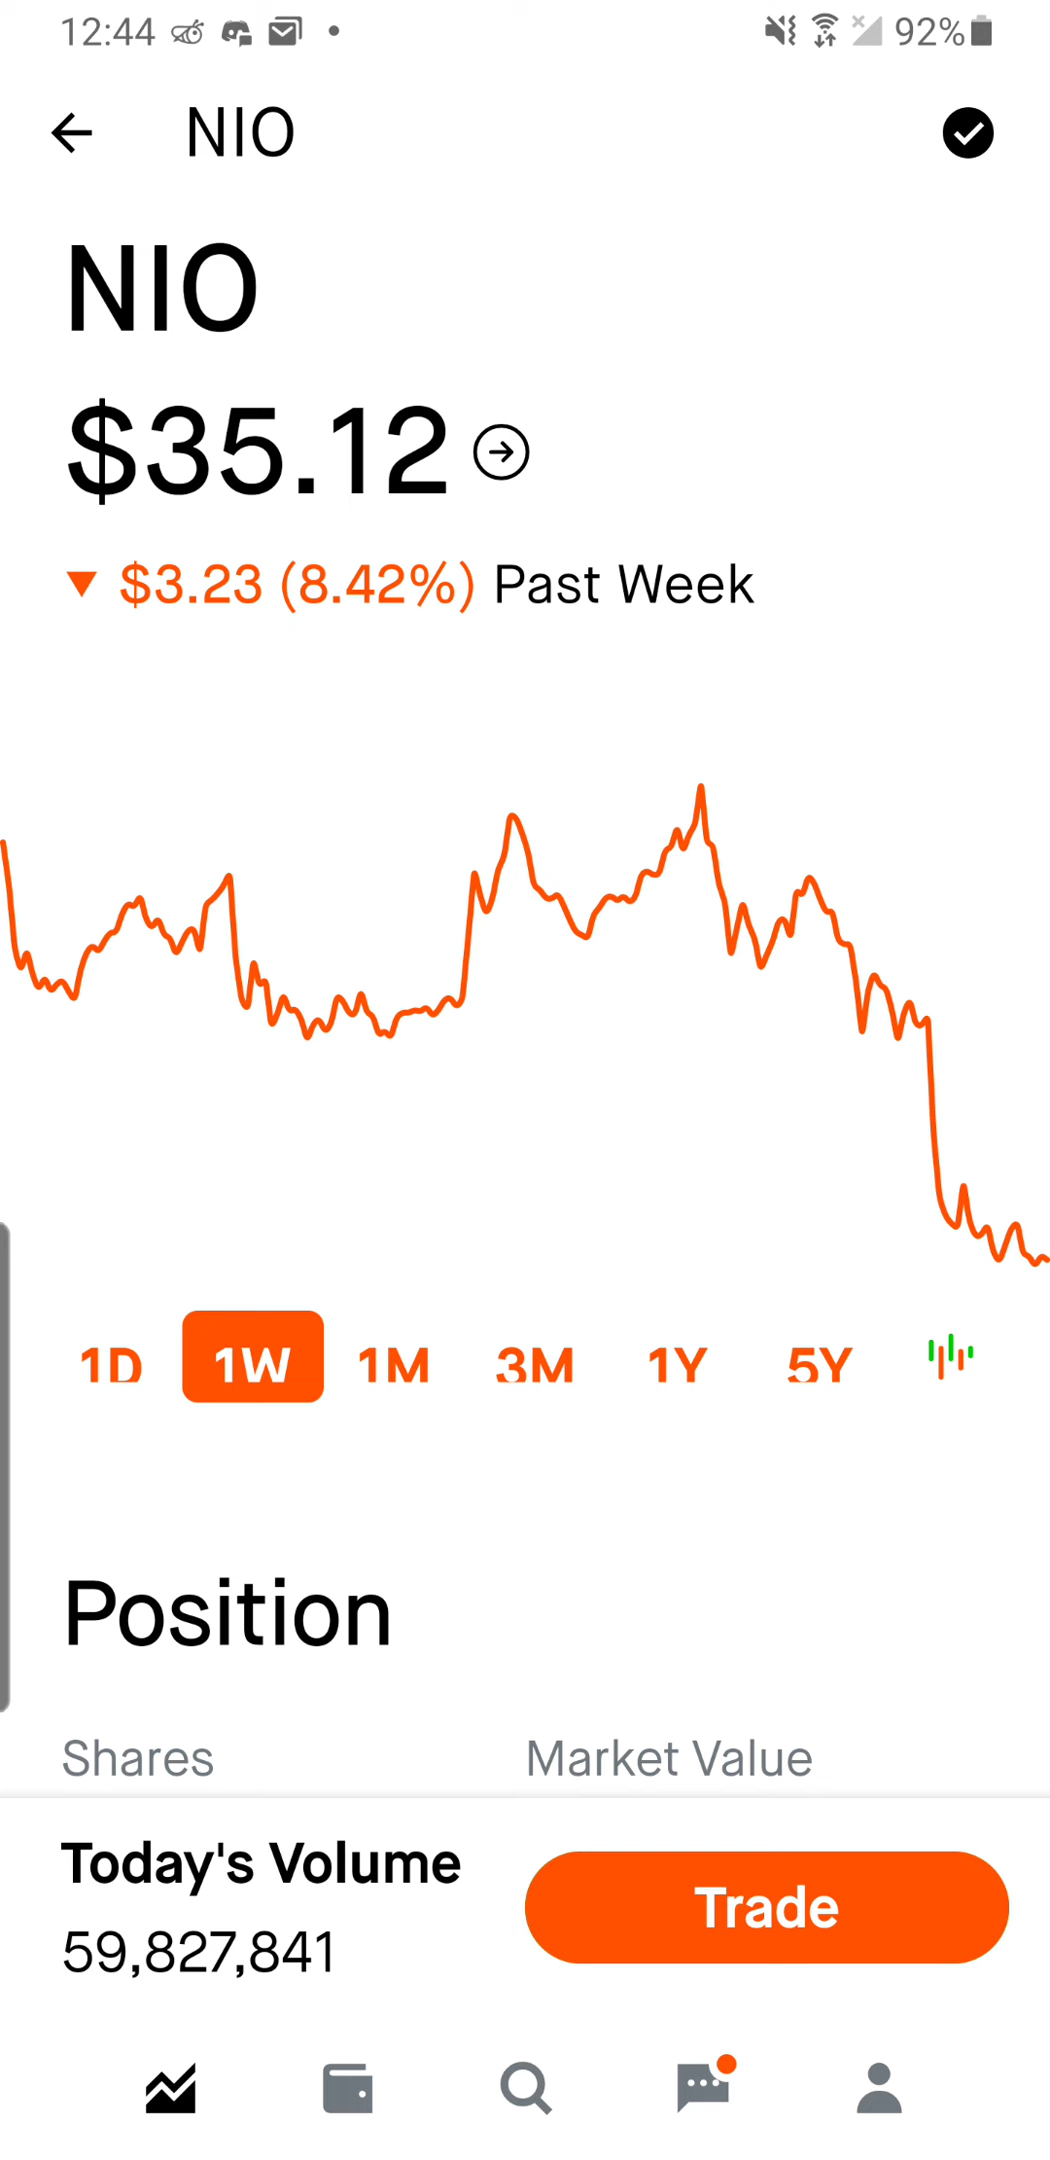 12:44 92%
NIO
NIO
$35.12
▼ $3.23 (8.42%) Past Week
1D 1W 1M 3M 1Y 5Y
Position
Shares Market Value
Today's Volume
59,827,841
Trade